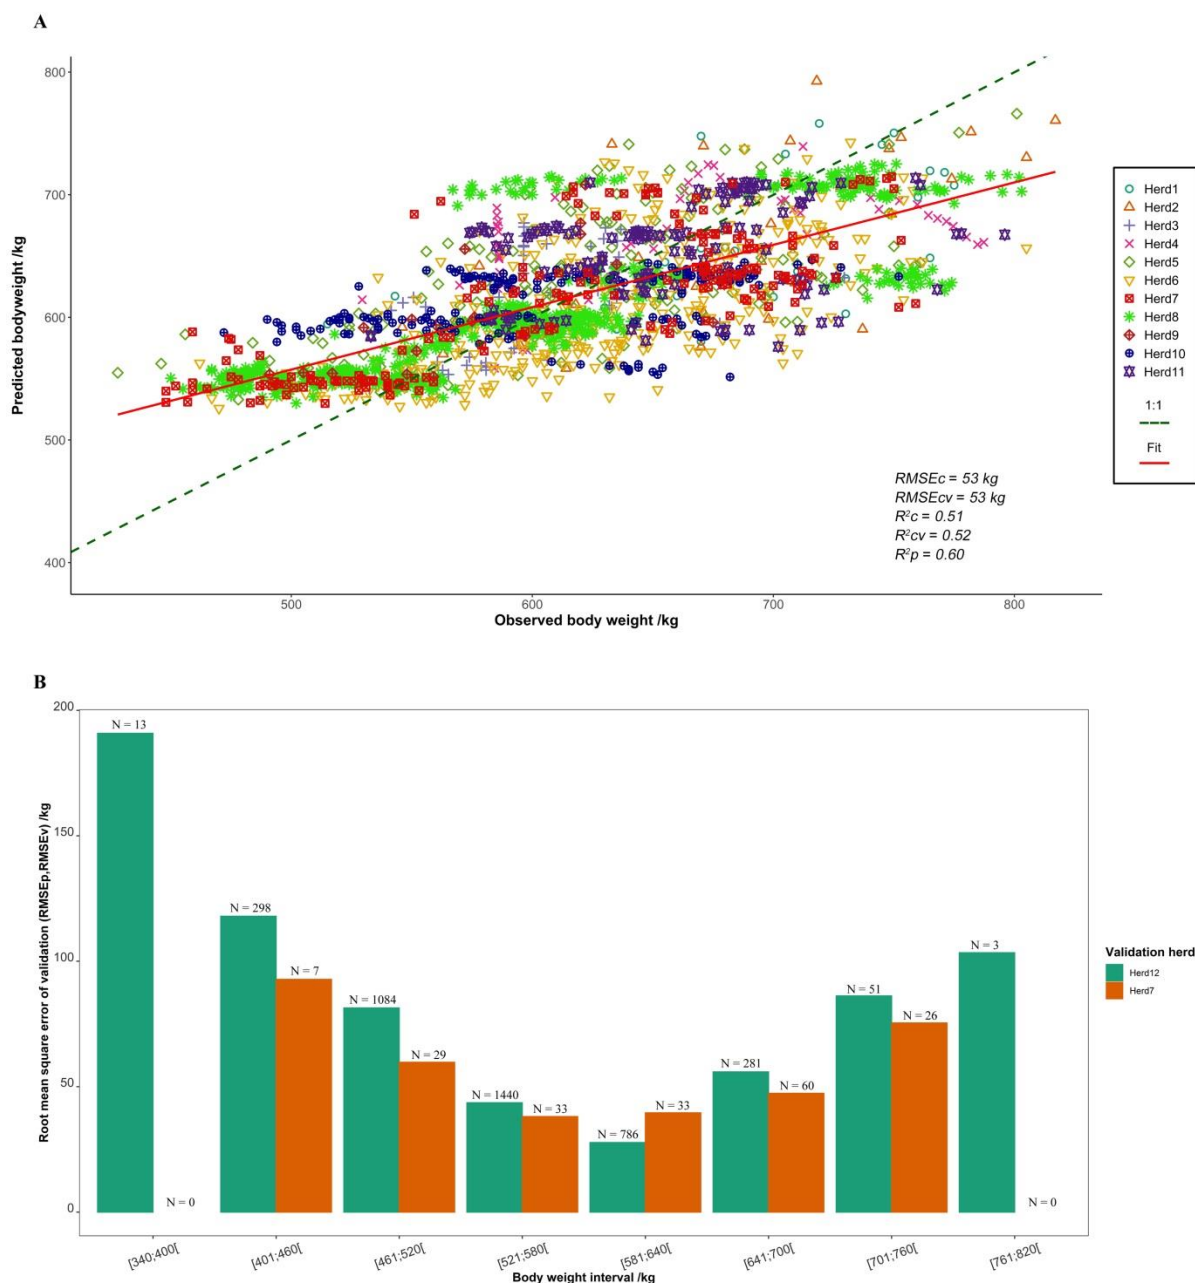 A
800
700
600
500
400
Predicted bodyweight /kg
500
600
700
800
Observed body weight /kg
RMSEc = 53 kg
RMSEcv = 53 kg
R²c = 0.51
R²cv = 0.52
R²p = 0.60
Herd1
Herd2
Herd3
Herd4
Herd5
Herd6
Herd7
Herd8
Herd9
Herd10
Herd11
1:1
Fit
B
200
150
100
50
0
Root mean square error of validation (RMSEp,RMSEv) /kg
N = 13
N = 0
N = 298
N = 7
N = 1084
N = 29
N = 1440
N = 33
N = 786
N = 33
N = 281
N = 60
N = 51
N = 26
N = 3
N = 0
[340;400[
[401;460[
[461;520[
[521;580[
[581;640[
[641;700[
[701;760[
[761;820[
Body weight interval /kg
Validation herd
Herd12
Herd7